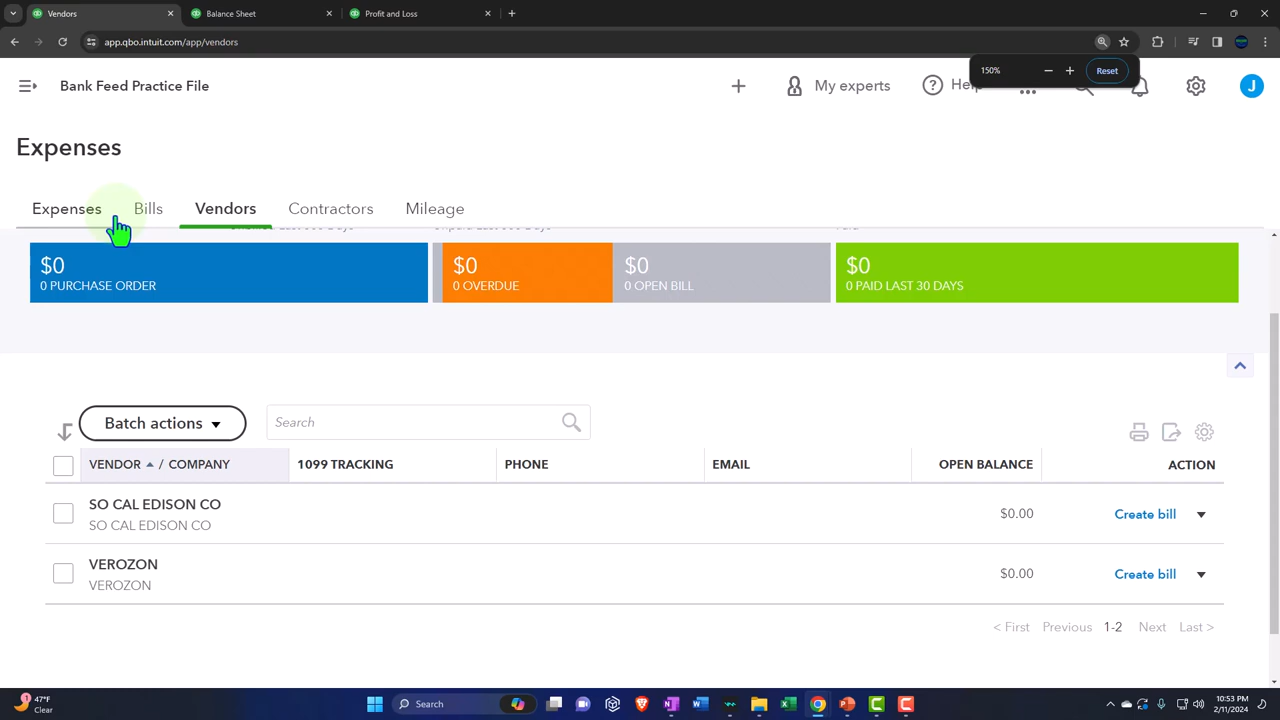 Vendors
Balance Sheet
Profit and Loss
app.qbo.intuit.com/app/vendors
150%
Reset
Bank Feed Practice File
My experts
Help
J
Expenses
Expenses
Bills
Vendors
Contractors
Mileage
$0
0 PURCHASE ORDER
$0
0 OVERDUE
$0
0 OPEN BILL
$0
0 PAID LAST 30 DAYS
Batch actions
Search
VENDOR / COMPANY
1099 TRACKING
PHONE
EMAIL
OPEN BALANCE
ACTION
SO CAL EDISON CO
SO CAL EDISON CO
$0.00
Create bill
VEROZON
VEROZON
$0.00
Create bill
< First
Previous
1-2
Next
Last >
47°F
Clear
Search
10:53 PM
2/11/2024